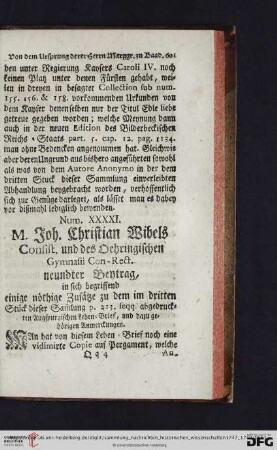 Von dem Ursprung derer Herrn Marggr. zu Baad. 601
den unter Regierung Kaysers Caroli IV. noch
keinen Platz unter denen Fürsten gehabt, wei-
len in dreyen in besagter Collection sub num.
155. 156. & 158. vorkommenden Urkunden von
dem Kayser denenselben nur der Titul Edle liebe
getreue gegeben worden; welche Meynung dann
auch in der neuen Edition des Bilderbeckischen
Reichs-Staats part. 5. cap. 12. pag. 1134.
man ohne Bedencken angenommen hat. Gleichwie
aber deren Ungrund aus bishero angeführten sowohl
als was von dem Autore Anonymo in der dem
dritten Stuck dieser Sammlung einverleibten
Abhandlung beygebracht worden, verhoffentlich
sich zur Genüge darleget, als lässet man es dabey
vor dißmahl lediglich bewenden.
Num. XXXXI.
M. Joh. Christian Wibels
Consist. und des Oehringischen
Gymnasii Con-Rect.
neundter Beytrag,
in sich begriffend
einige nöthige Zusätze zu dem im dritten
Stück dieser Samlung p. 213. seqq. abgedruck-
ten Augspurgischen Lehen-Brief, und dazu ge-
hörigen Anmerckungen.
MAn hat von diesem Lehen-Brief noch eine
vidimirte Copie auf Pergament, welche
Qq 4